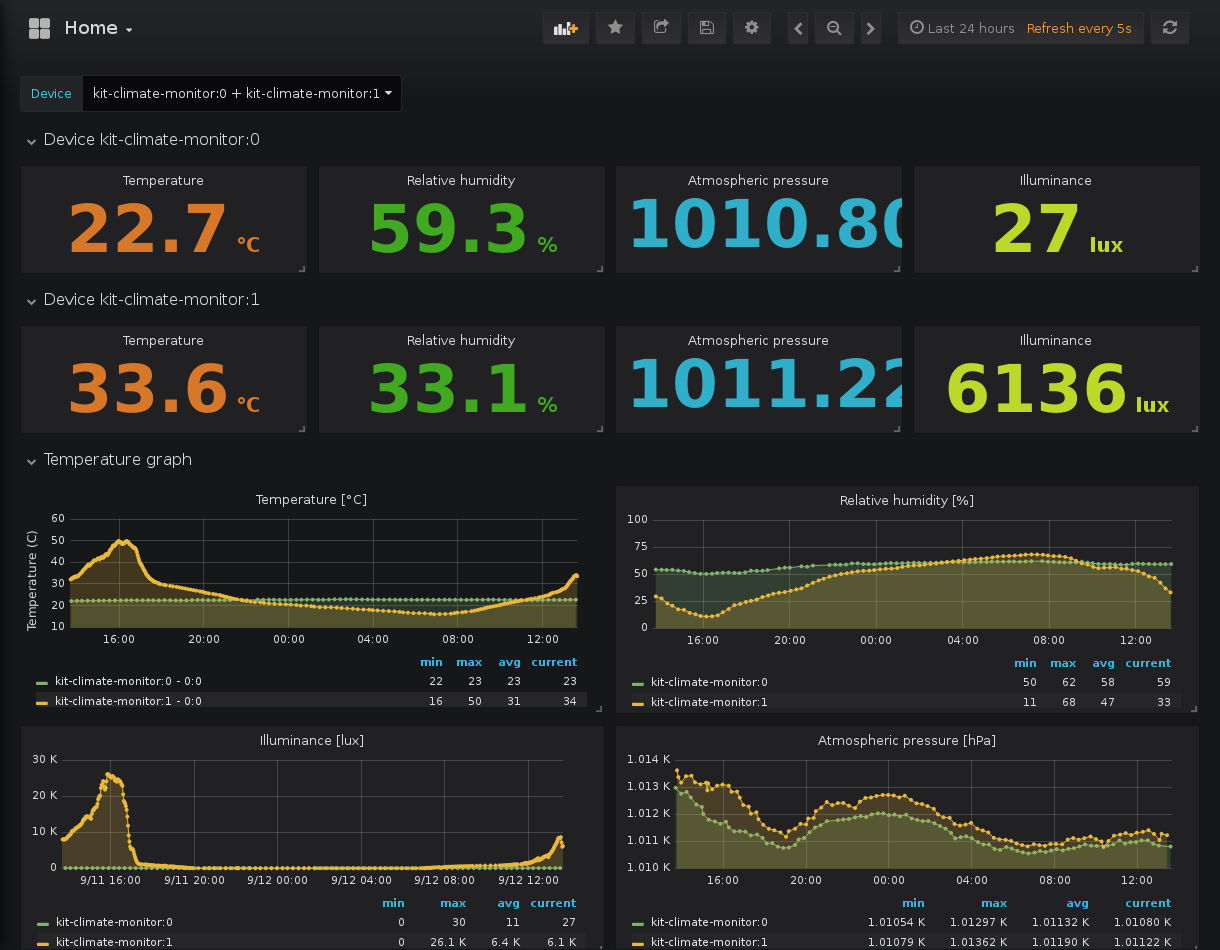 Home
Last 24 hours Refresh every 5s
Device kit-climate-monitor:0 + kit-climate-monitor:1
Device kit-climate-monitor:0
Temperature Relative humidity Atmospheric pressure Illuminance
22.7 °C 59.3 % 1010.80 27 lux
Device kit-climate-monitor:1
Temperature Relative humidity Atmospheric pressure Illuminance
33.6 °C 33.1 % 1011.22 6136 lux
Temperature graph
Temperature [°C]
Temperature (C)
60
50
40
30
20
10
16:00 20:00 00:00 04:00 08:00 12:00
min max avg current
kit-climate-monitor:0 - 0:0 22 23 23 23
kit-climate-monitor:1 - 0:0 16 50 31 34
Relative humidity [%]
100
75
50
25
0
16:00 20:00 00:00 04:00 08:00 12:00
min max avg current
kit-climate-monitor:0 50 62 58 59
kit-climate-monitor:1 11 68 47 33
Illuminance [lux]
30 K
20 K
10 K
0
9/11 16:00 9/11 20:00 9/12 00:00 9/12 04:00 9/12 08:00 9/12 12:00
min max avg current
kit-climate-monitor:0 0 30 11 27
kit-climate-monitor:1 0 26.1 K 6.4 K 6.1 K
Atmospheric pressure [hPa]
1.014 K
1.013 K
1.012 K
1.011 K
1.010 K
16:00 20:00 00:00 04:00 08:00 12:00
min max avg current
kit-climate-monitor:0 1.01054 K 1.01297 K 1.01132 K 1.01080 K
kit-climate-monitor:1 1.01079 K 1.01362 K 1.01190 K 1.01122 K